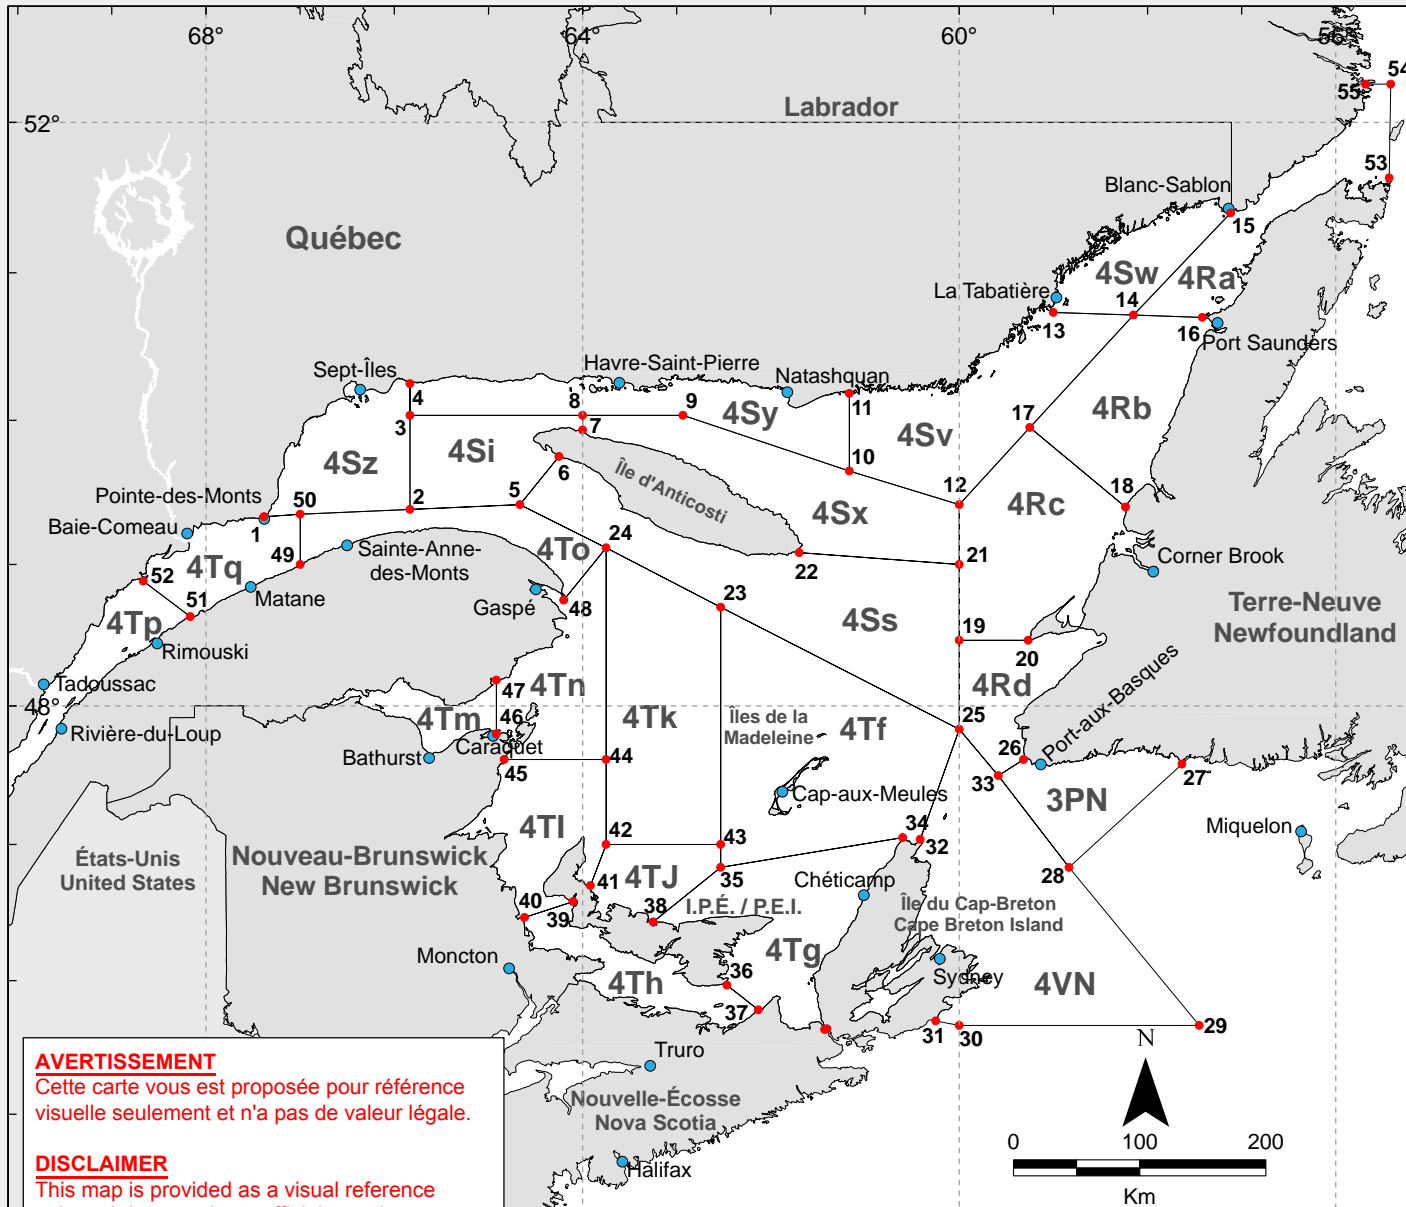 68°
64°
60°
56°
54
55
52°
Labrador
53
Blanc-Sablon
15
Québec
4Sw
4Ra
La Tabatière
14
13
16
Port Saunders
Havre-Saint-Pierre
Sept-Îles
Natashquan
4
8
9
11
3
7
4Sy
4Sv
17
4Rb
4Sz
4Si
6
10
Île d'Anticosti
Pointe-des-Monts
50
2
5
12
18
4Rc
Baie-Comeau
1
4Sx
49
Sainte-Anne-
des-Monts
4To
24
21
22
Corner Brook
4Tq
52
Matane
Gaspé
48
23
51
4Tp
4Ss
19
20
Terre-Neuve
Newfoundland
Rimouski
Tadoussac
47
4Tn
4Rd
Port-aux-Basques
48°
Rivière-du-Loup
4Tm
46
Caraquet
4Tk
Îles de la
Madeleine
4Tf
25
26
Bathurst
45
44
33
27
3PN
Cap-aux-Meules
Miquelon
4Tl
42
43
34
32
États-Unis
United States
Nouveau-Brunswick
New Brunswick
41
4TJ
35
Chéticamp
28
40
39
38
I.P.É. / P.E.I.
Île du Cap-Breton
Cape Breton Island
Moncton
4Tg
36
Sydney
4Th
4VN
37
31
30
29
N
AVERTISSEMENT
Cette carte vous est proposée pour référence
visuelle seulement et n'a pas de valeur légale.
Truro
Nouvelle-Écosse
Nova Scotia
0
100
200
Km
DISCLAIMER
This map is provided as a visual reference
Halifax